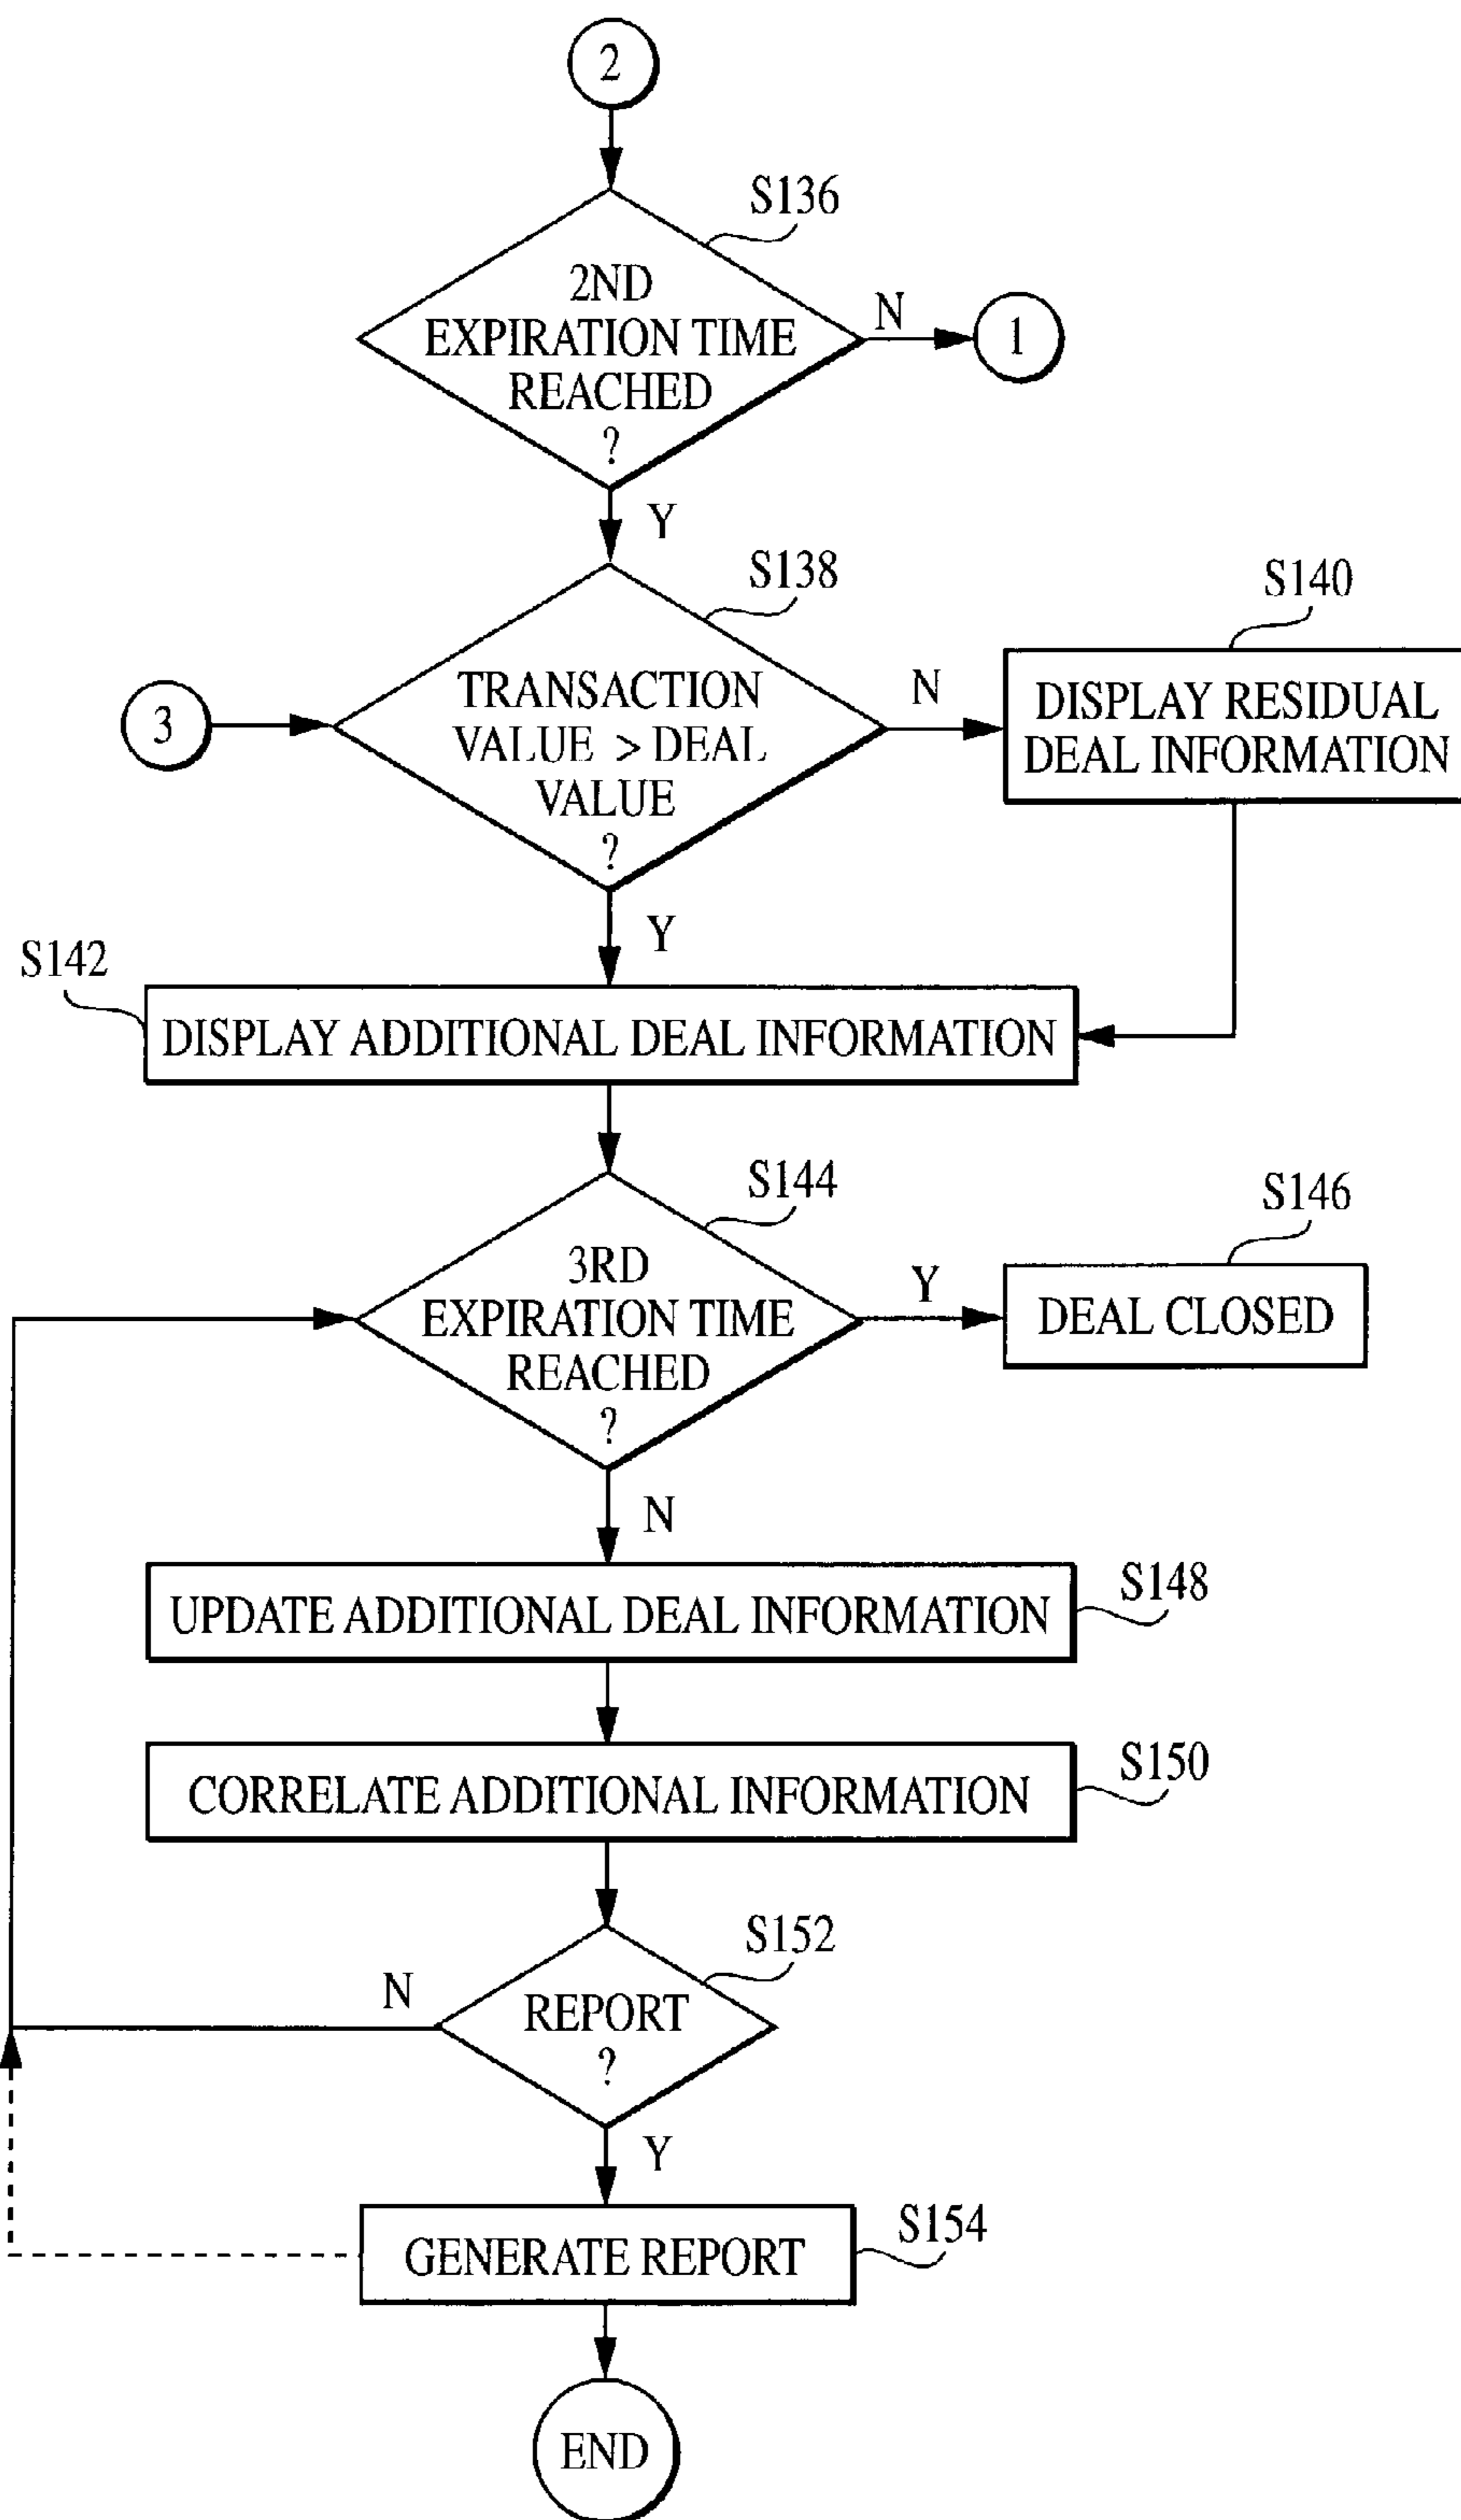 2
S136
2ND
EXPIRATION TIME
REACHED
?
N
1
Y
S138
S140
3
TRANSACTION
VALUE > DEAL
VALUE
?
N
DISPLAY RESIDUAL
DEAL INFORMATION
Y
S142
DISPLAY ADDITIONAL DEAL INFORMATION
S144
S146
3RD
EXPIRATION TIME
REACHED
?
Y
DEAL CLOSED
N
UPDATE ADDITIONAL DEAL INFORMATION
S148
CORRELATE ADDITIONAL INFORMATION
S150
S152
N
REPORT
?
Y
GENERATE REPORT
S154
END